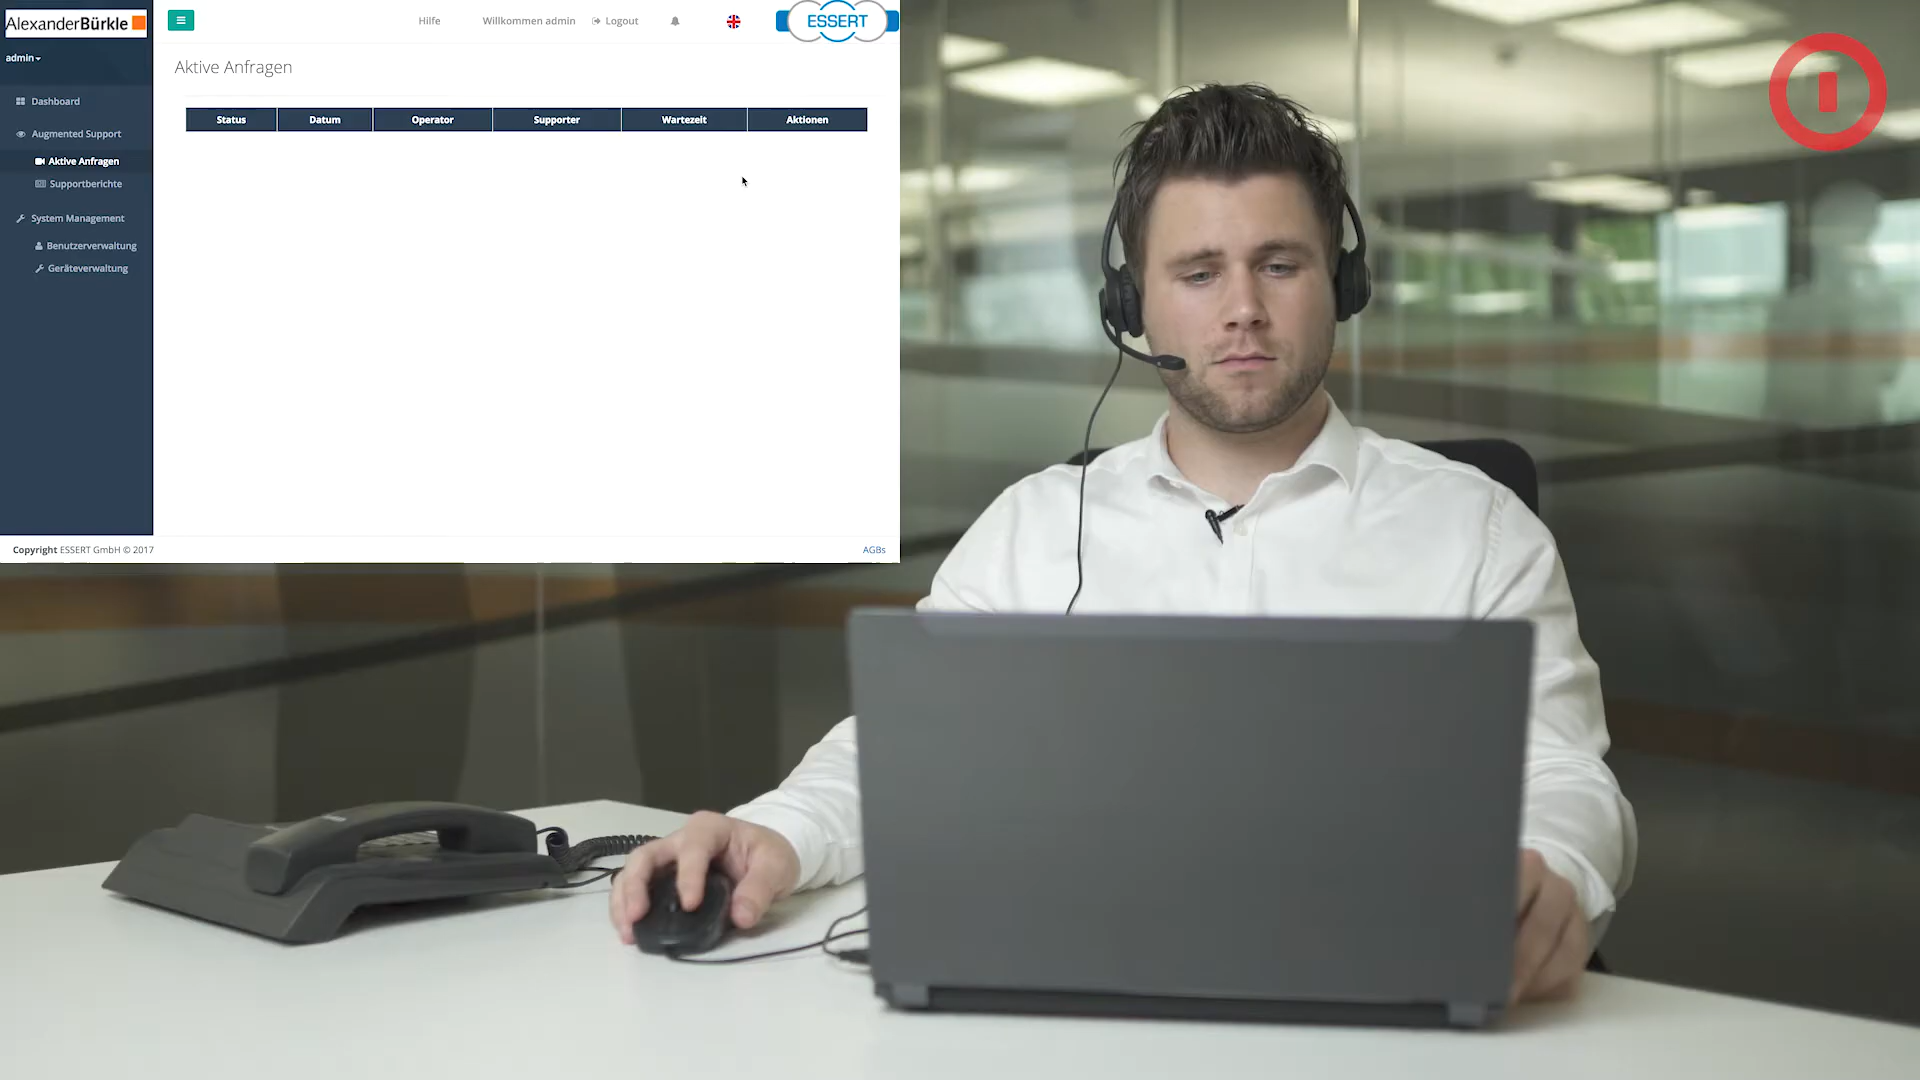 AlexanderBürkle
Hilfe
Willkommen admin
Logout
ESSERT
admin
Aktive Anfragen
Dashboard
Augmented Support
Aktive Anfragen
Supportberichte
System Management
Benutzerverwaltung
Geräteverwaltung
Status Datum Operator Supporter Wartezeit Aktionen
Copyright ESSERT GmbH © 2017
AGBs